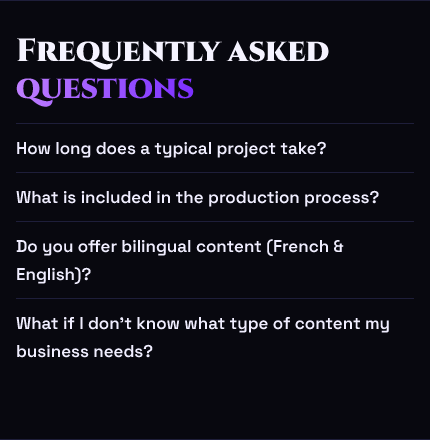 Frequently asked
questions
How long does a typical project take?
What is included in the production process?
Do you offer bilingual content (French &
English)?
What if I don’t know what type of content my
business needs?